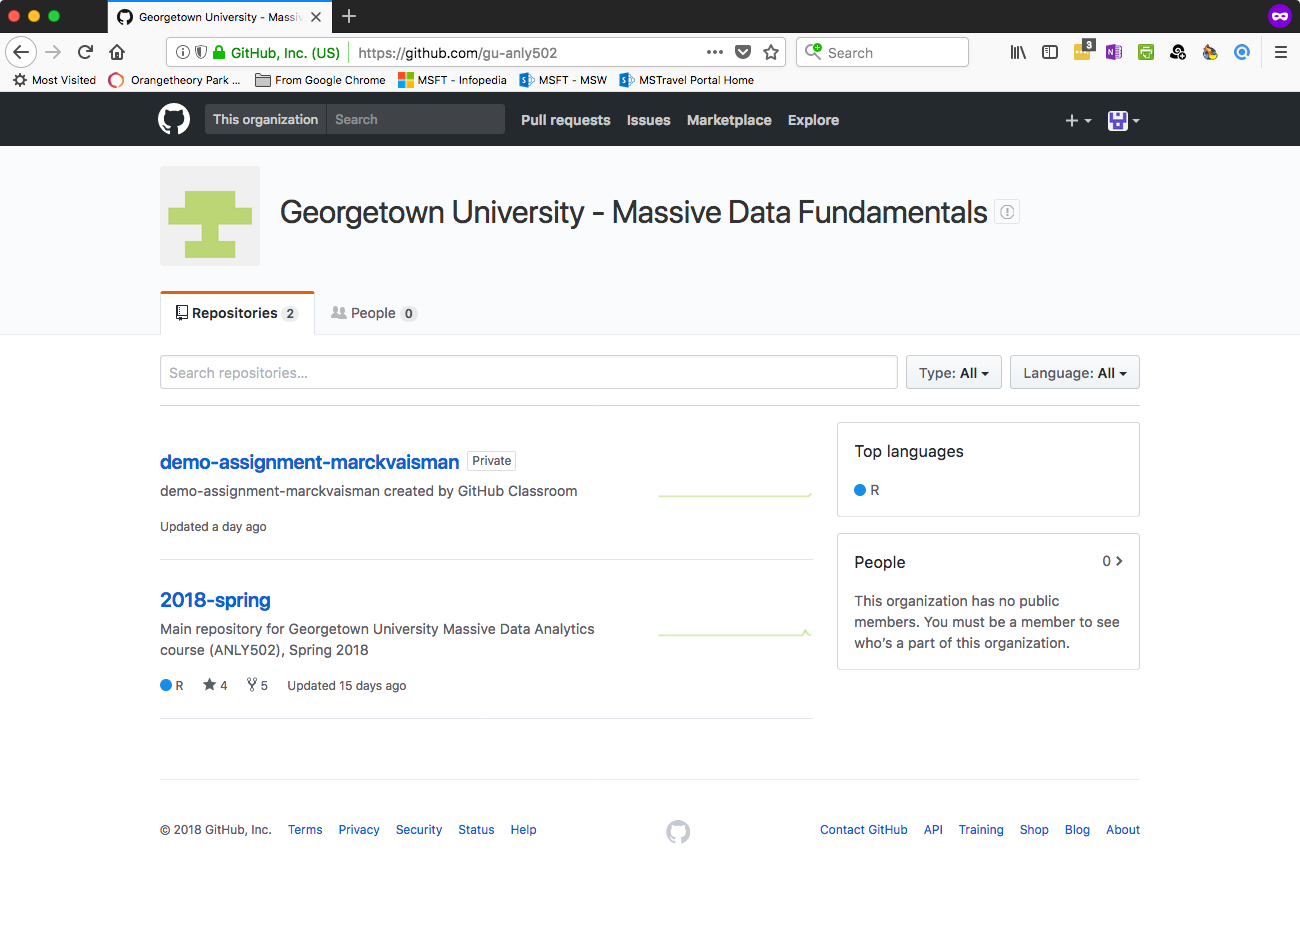 Georgetown University - Massiv
GitHub, Inc. (US) https://github.com/gu-anly502
Search
3
Most Visited Orangetheory Park ... From Google Chrome MSFT - Infopedia MSFT - MSW MSTravel Portal Home
This organization Search Pull requests Issues Marketplace Explore
Georgetown University - Massive Data Fundamentals
Repositories 2 People 0
Search repositories... Type: All Language: All
demo-assignment-marckvaisman Private
demo-assignment-marckvaisman created by GitHub Classroom
Updated a day ago
2018-spring
Main repository for Georgetown University Massive Data Analytics
course (ANLY502), Spring 2018
R 4 5 Updated 15 days ago
Top languages
R
People 0
This organization has no public
members. You must be a member to see
who’s a part of this organization.
© 2018 GitHub, Inc. Terms Privacy Security Status Help Contact GitHub API Training Shop Blog About